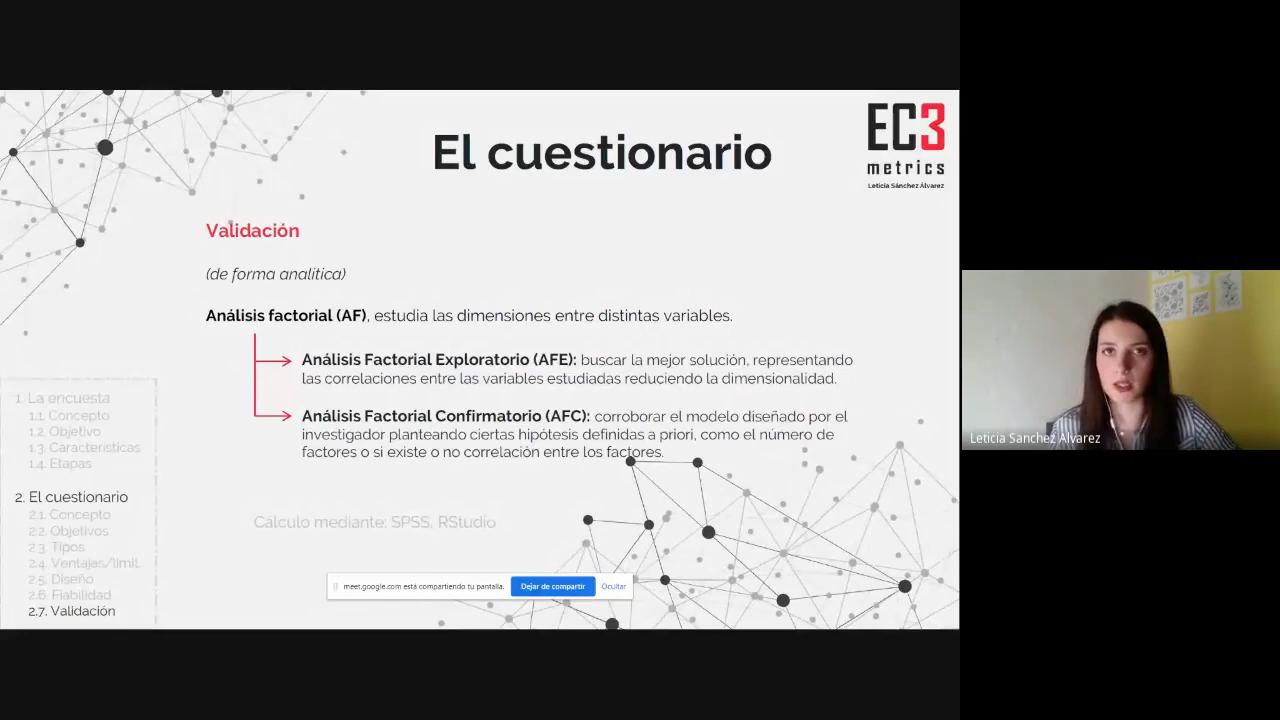 El cuestionario
EC3
metrics
Leticia Sánchez Álvarez
Validación
(de forma analítica)
Análisis factorial (AF), estudia las dimensiones entre distintas variables.
Análisis Factorial Exploratorio (AFE): buscar la mejor solución, representando
las correlaciones entre las variables estudiadas reduciendo la dimensionalidad.
Análisis Factorial Confirmatorio (AFC): corroborar el modelo diseñado por el
investigador planteando ciertas hipótesis definidas a priori, como el número de
factores o si existe o no correlación entre los factores.
Cálculo mediante: SPSS, RStudio
1. La encuesta
1.1. Concepto
1.2. Objetivo
1.3. Características
1.4. Etapas
2. El cuestionario
2.1. Concepto
2.2. Objetivos
2.3. Tipos
2.4. Ventajas/limit.
2.5. Diseño
2.6. Fiabilidad
2.7. Validación
meet.google.com está compartiendo tu pantalla.
Dejar de compartir
Ocultar
Leticia Sanchez Alvarez